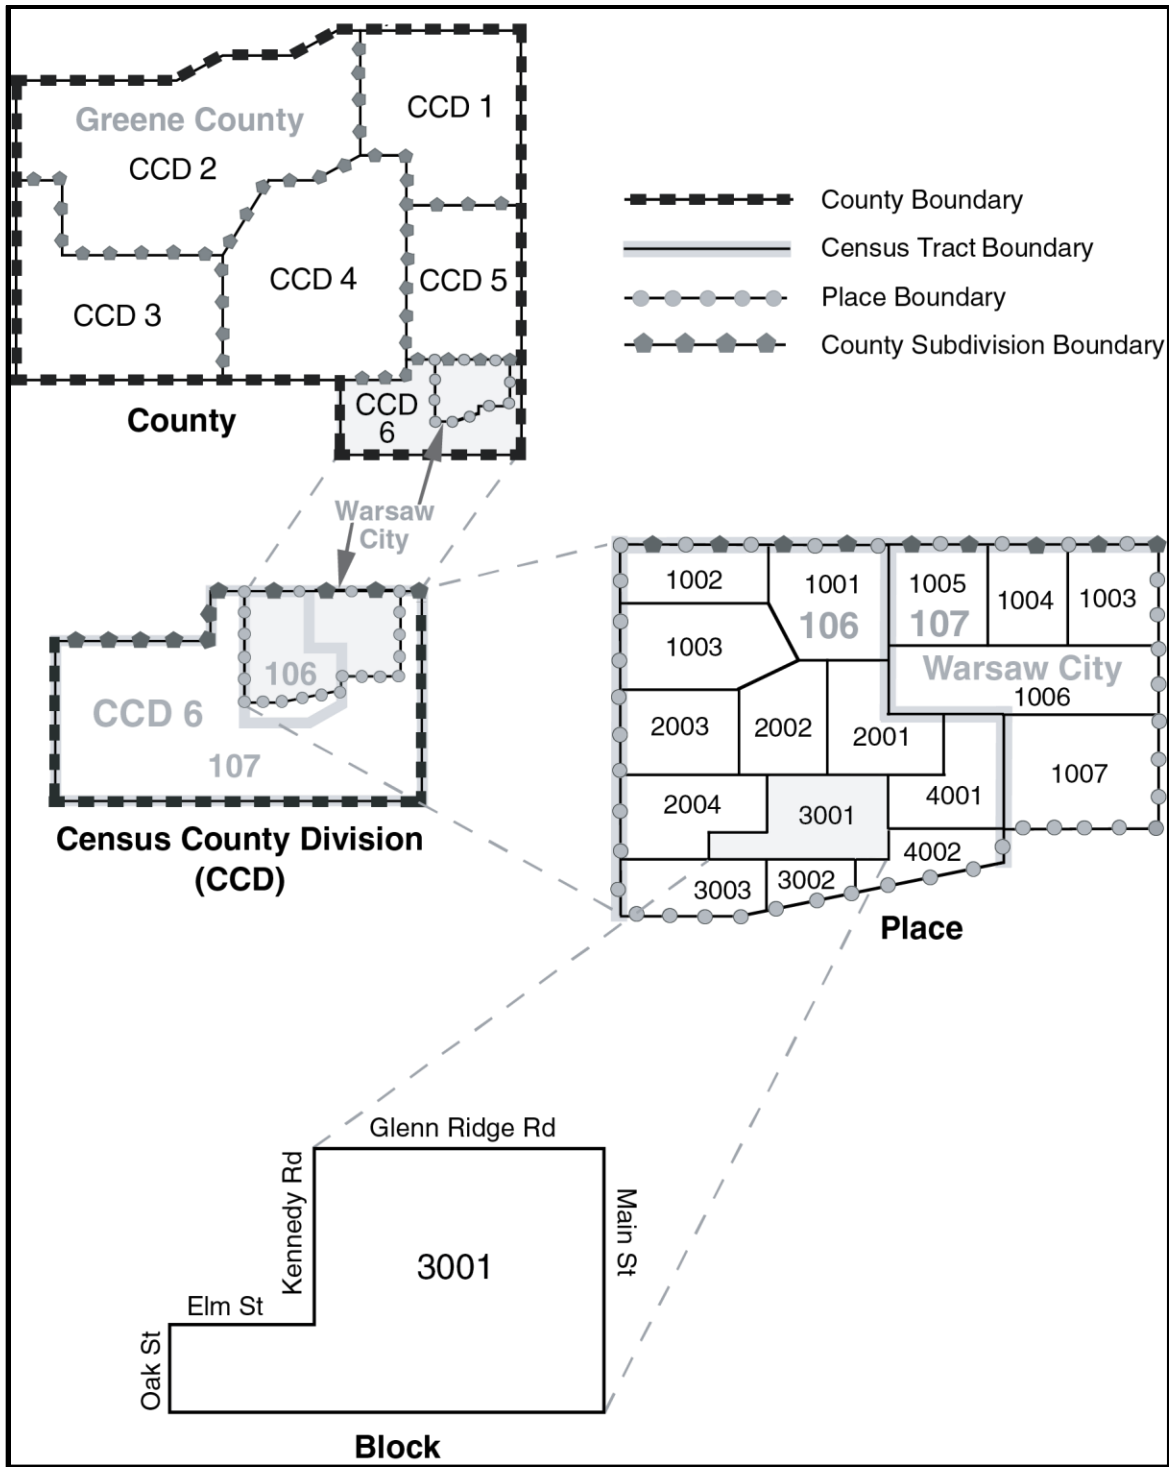 Greene County
CCD 1
CCD 2
CCD 3
CCD 4
CCD 5
CCD
6
County
County Boundary
Census Tract Boundary
Place Boundary
County Subdivision Boundary
Warsaw
City
106
CCD 6
107
Census County Division
(CCD)
1002
1001
1005
1004
1003
106
107
1003
Warsaw City
1006
2003
2002
2001
1007
2004
3001
4001
4002
3003
3002
Place
Glenn Ridge Rd
Kennedy Rd
Main St
3001
Elm St
Oak St
Block